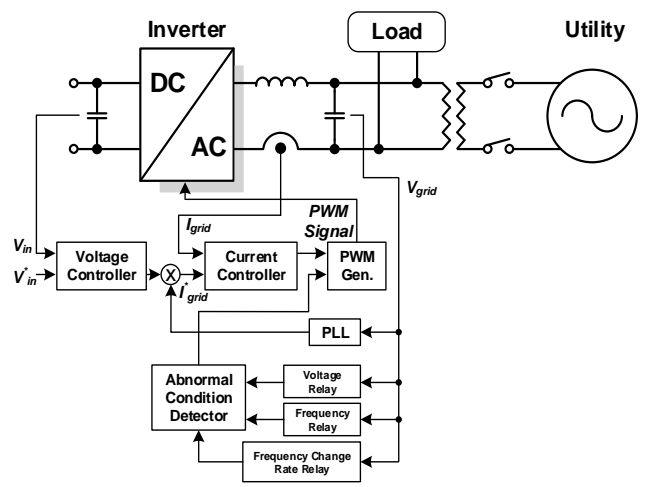 Inverter
Load
Utility
DC
AC
V_grid
I_grid
PWM
Signal
V_in
V*_in
Voltage
Controller
X
I*_grid
Current
Controller
PWM
Gen.
PLL
Abnormal
Condition
Detector
Voltage
Relay
Frequency
Relay
Frequency Change
Rate Relay